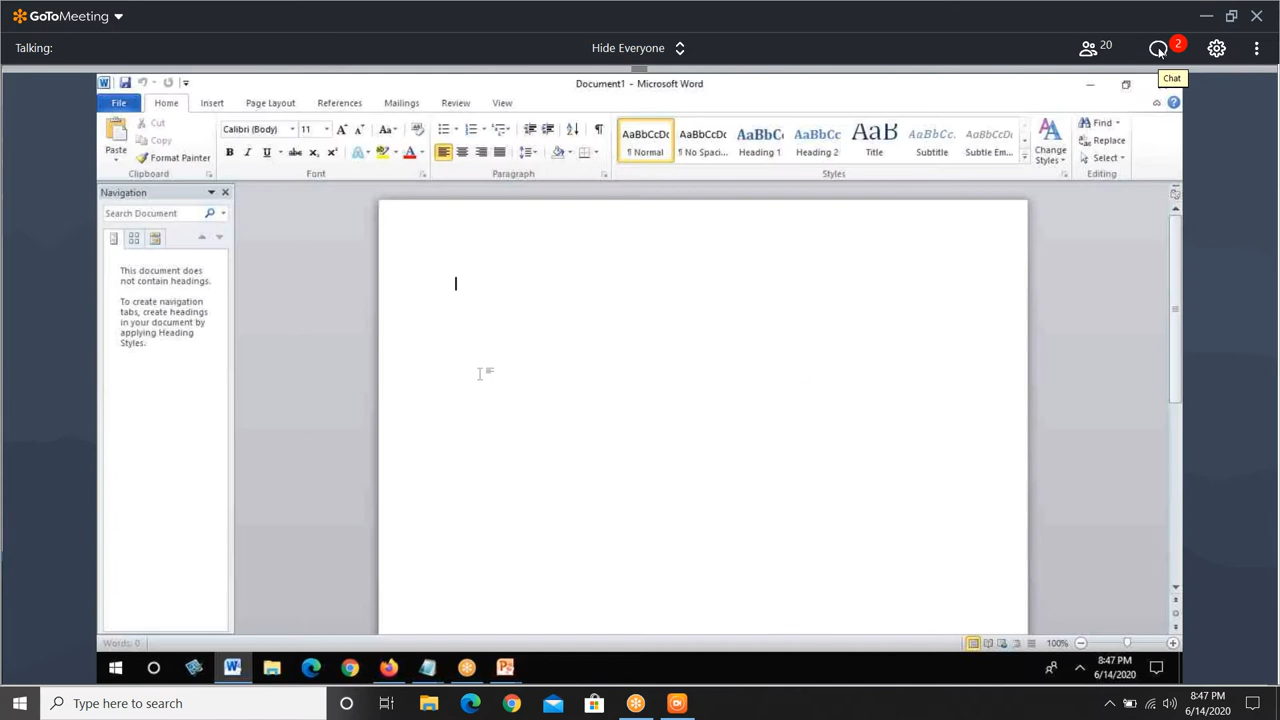 GoToMeeting
Talking:
Hide Everyone
20
2
Chat
Document1 - Microsoft Word
File Home Insert Page Layout References Mailings Review View
Paste
Cut
Copy
Format Painter
Clipboard
Calibri (Body) 11
Font
Paragraph
AaBbCcDc AaBbCcDc AaBbC AaBbCc AaB AaBbCc. AaBbCcDc
¶ Normal ¶ No Spaci... Heading 1 Heading 2 Title Subtitle Subtle Em...
Styles
Change
Styles
Find
Replace
Select
Editing
Navigation
Search Document
This document does
not contain headings.
To create navigation
tabs, create headings
in your document by
applying Heading
Styles.
Words: 0
100%
8:47 PM
6/14/2020
Type here to search
8:47 PM
6/14/2020